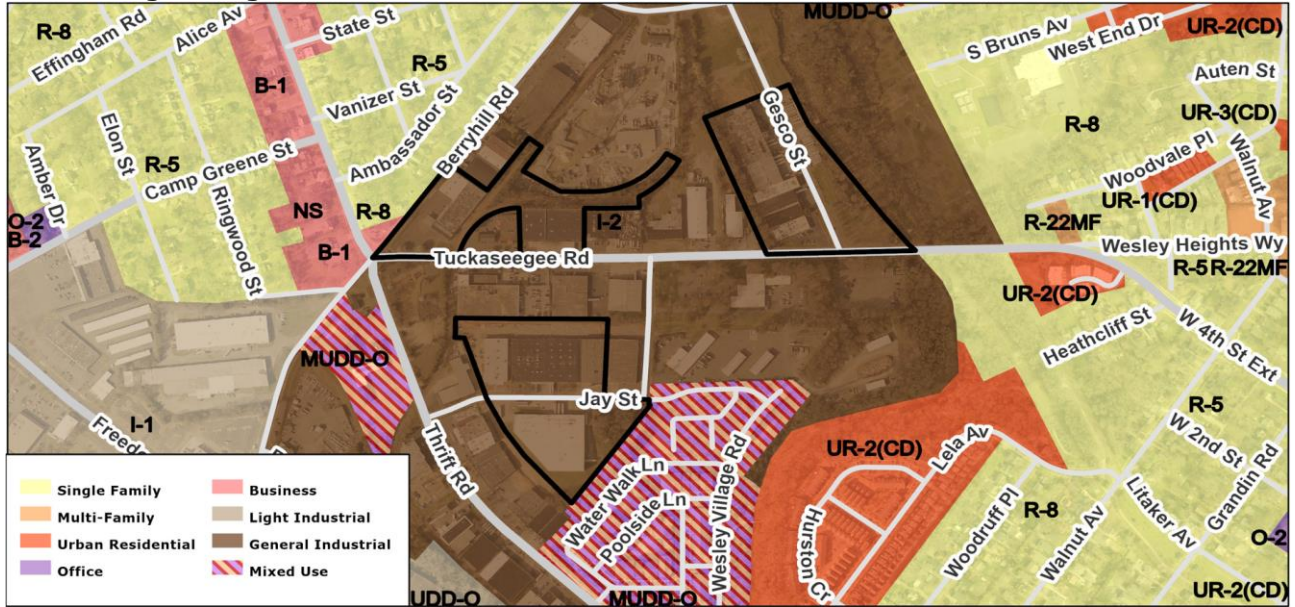 MUDD-O
R-8
Effingham Rd
Alice Av
State St
R-5
B-1
Vanizer St
Ambassador St
Berryhill Rd
Gesco St
S Bruns Av
West End Dr
UR-2(CD)
Auten St
UR-3(CD)
R-8
Woodvale Pl
Walnut Av
UR-1(CD)
R-22MF
Elon St
R-5
Camp Greene St
Amber Dr
Ringwood St
O-2
B-2
NS
R-8
I-2
B-1
Tuckaseegee Rd
Wesley Heights Wy
R-5 R-22MF
UR-2(CD)
Heathcliff St
W 4th St Ext
MUDD-O
Jay St
I-1
Thrift Rd
R-5
W 2nd St
UR-2(CD)
Lela Av
Grandin Rd
Litaker Av
Water Walk Ln
Poolside Ln
Wesley Village Rd
Hurston Cr
Woodruff Pl
R-8
Walnut Av
O-2
UR-2(CD)
MUDD-O
UDD-O
Freed
Single Family
Multi-Family
Urban Residential
Office
Business
Light Industrial
General Industrial
Mixed Use